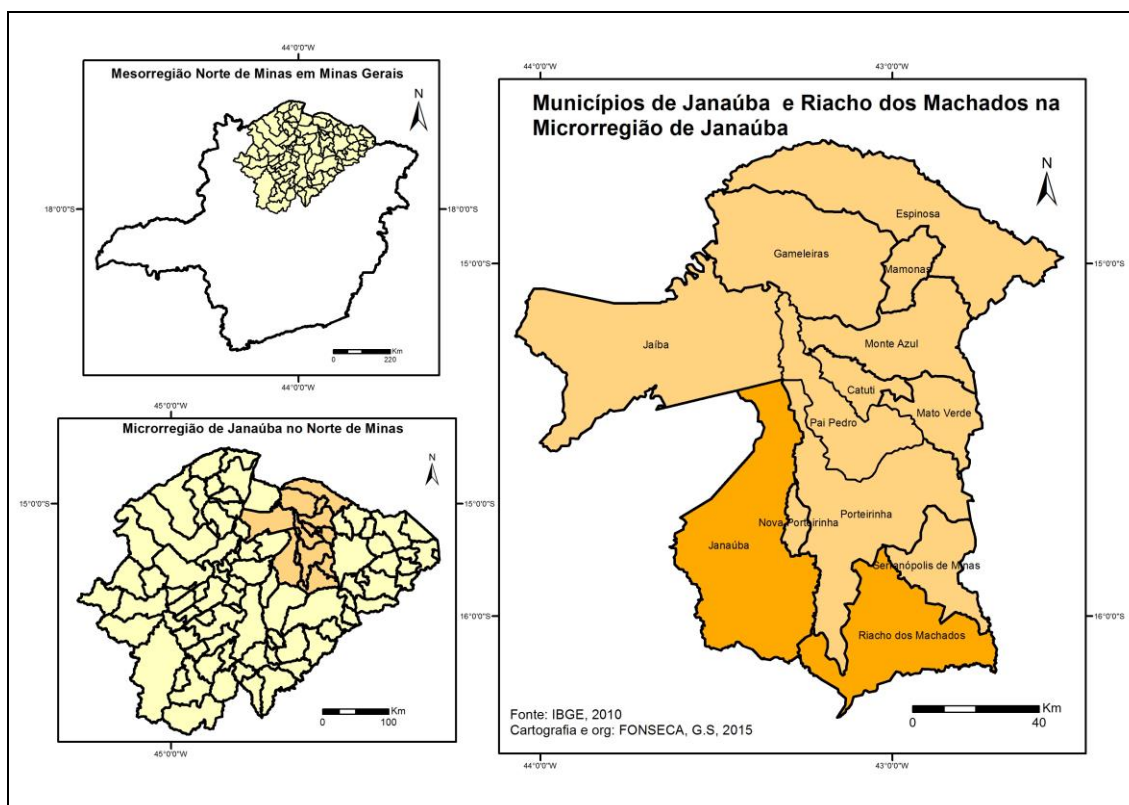 44°0'0"W
Mesorregião Norte de Minas em Minas Gerais
N
18°0'0"S
18°0'0"S
Km
0
220
44°0'0"W
45°0'0"W
Microrregião de Janaúba no Norte de Minas
N
15°0'0"S
15°0'0"S
Km
0
100
45°0'0"W
44°0'0"W
43°0'0"W
Municípios de Janaúba e Riacho dos Machados na
Microrregião de Janaúba
N
Espinosa
Gameleiras
Mamonas
15°0'0"S
Jaíba
Monte Azul
Catuti
Mato Verde
Pai Pedro
Nova Porteirinha
Porteirinha
Janaúba
Serranópolis de Minas
16°0'0"S
16°0'0"S
Riacho dos Machados
Fonte: IBGE, 2010
Cartografia e org: FONSECA, G.S, 2015
Km
0
40
44°0'0"W
43°0'0"W
15°0'0"S